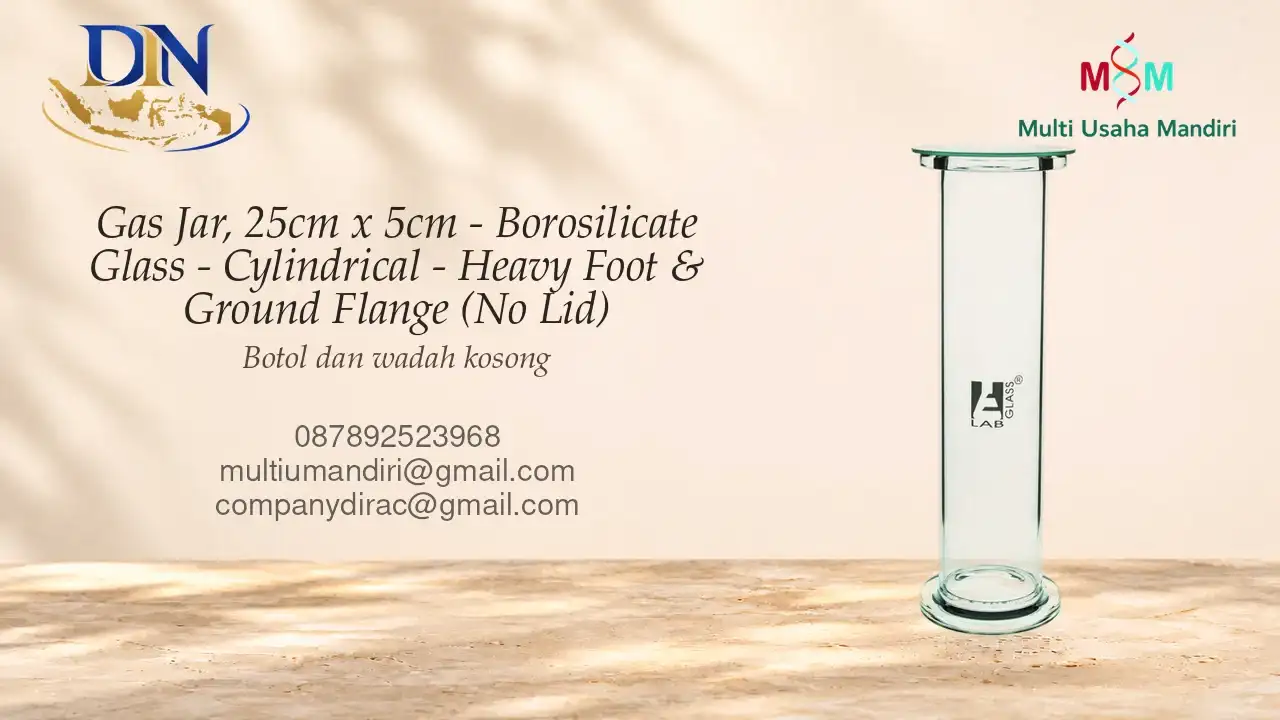 DIN
MSM
Multi Usaha Mandiri
Gas Jar, 25cm x 5cm - Borosilicate
Glass - Cylindrical - Heavy Foot &
Ground Flange (No Lid)
Botol dan wadah kosong
087892523968
multiumandiri@gmail.com
companydirac@gmail.com
LAB
GLASS®